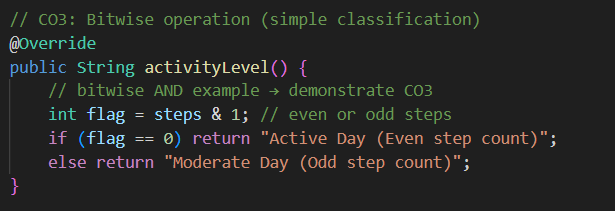 // CO3: Bitwise operation (simple classification)
@Override
public String activityLevel() {
    // bitwise AND example → demonstrate CO3
    int flag = steps & 1; // even or odd steps
    if (flag == 0) return "Active Day (Even step count)";
    else return "Moderate Day (Odd step count)";
}